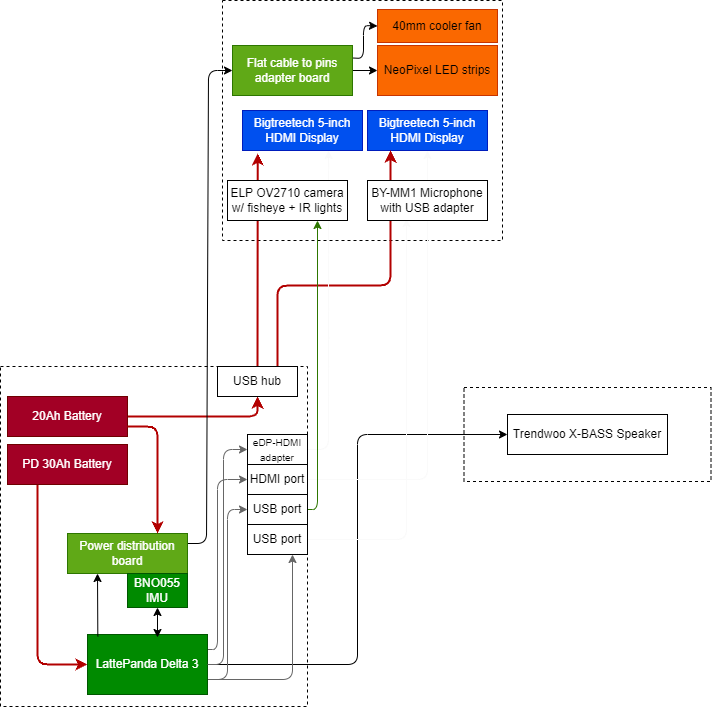 40mm cooler fan
Flat cable to pins
adapter board
NeoPixel LED strips
Bigtreetech 5-inch
HDMI Display
Bigtreetech 5-inch
HDMI Display
ELP OV2710 camera
w/ fisheye + IR lights
BY-MM1 Microphone
with USB adapter
USB hub
20Ah Battery
PD 30Ah Battery
eDP-HDMI
adapter
HDMI port
USB port
USB port
Trendwoo X-BASS Speaker
Power distribution
board
BNO055
IMU
LattePanda Delta 3